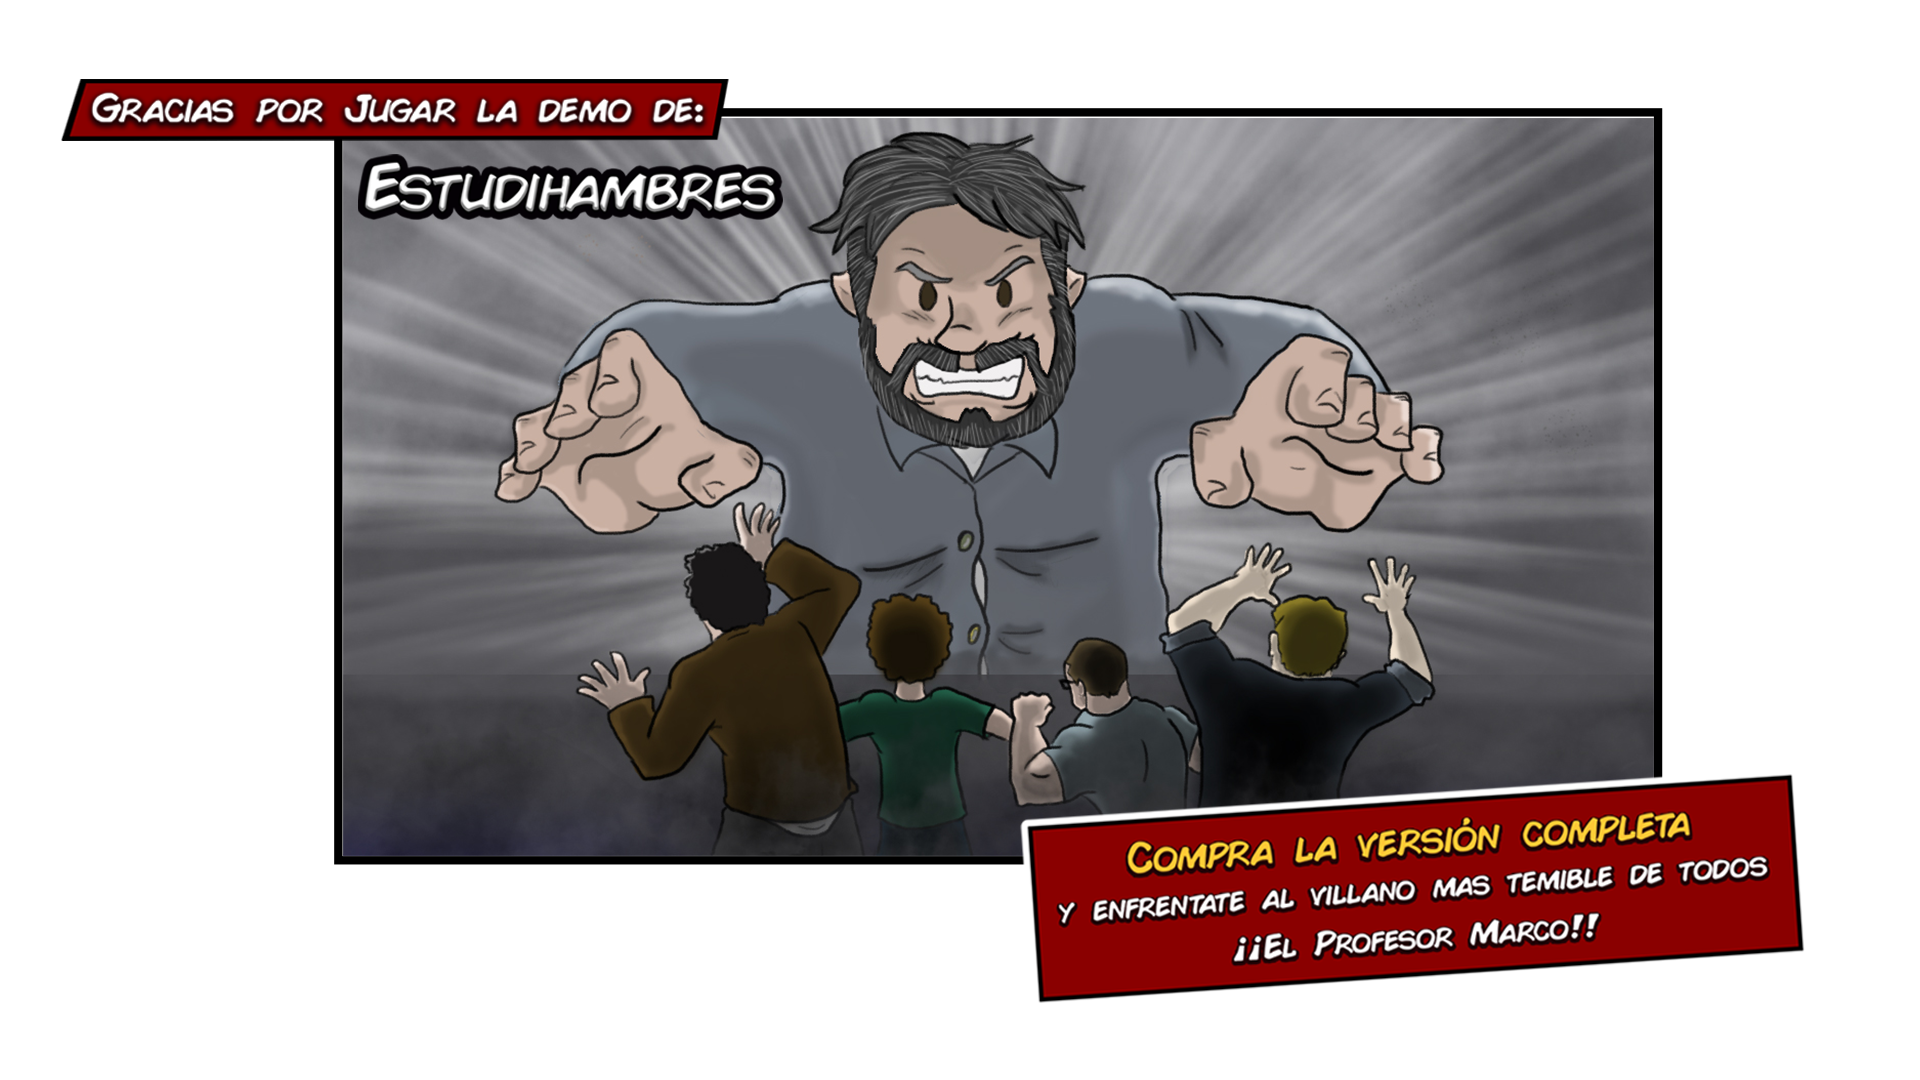 Gracias por Jugar la demo de:
Estudihambres
Compra la versión completa
y enfrentate al villano mas temible de todos
¡¡El Profesor Marco!!